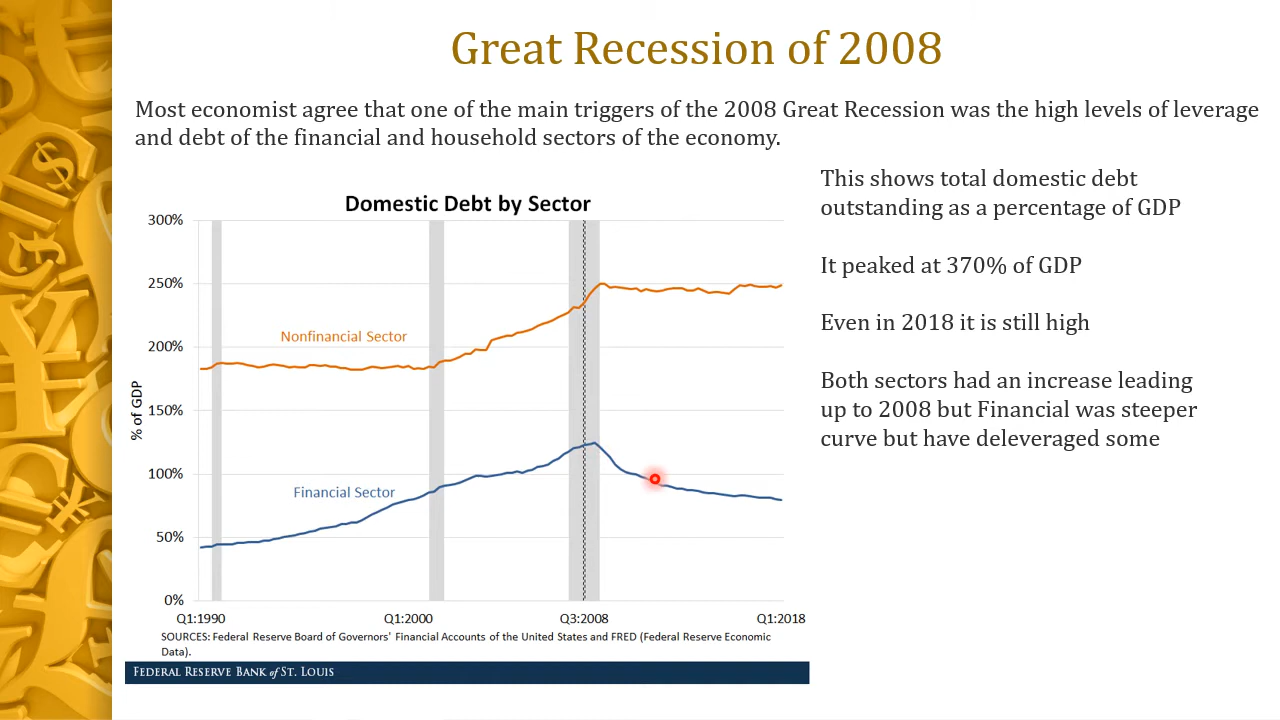 Great Recession of 2008
Most economist agree that one of the main triggers of the 2008 Great Recession was the high levels of leverage
and debt of the financial and household sectors of the economy.
This shows total domestic debt
outstanding as a percentage of GDP
It peaked at 370% of GDP
Even in 2018 it is still high
Both sectors had an increase leading
up to 2008 but Financial was steeper
curve but have deleveraged some
Domestic Debt by Sector
% of GDP
300%
250%
200%
150%
100%
50%
0%
Nonfinancial Sector
Financial Sector
Q1:1990
Q1:2000
Q3:2008
Q1:2018
SOURCES: Federal Reserve Board of Governors' Financial Accounts of the United States and FRED (Federal Reserve Economic
Data).
FEDERAL RESERVE BANK of ST. LOUIS